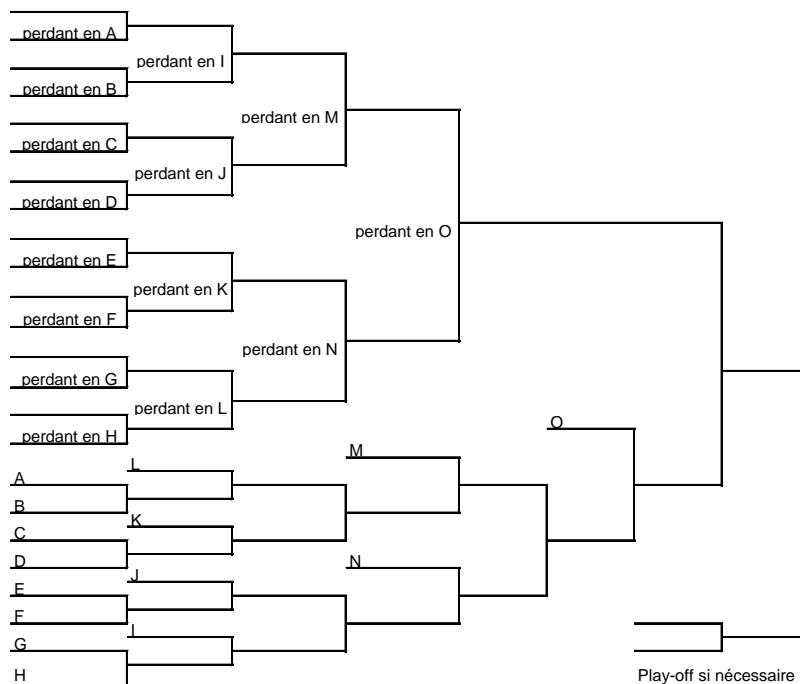 perdant en A
perdant en I
perdant en B
perdant en M
perdant en C
perdant en J
perdant en D
perdant en O
perdant en E
perdant en K
perdant en F
perdant en N
perdant en G
perdant en L
perdant en H
O
M
L
A
B
K
C
D
N
J
E
F
I
G
H
Play-off si nécessaire